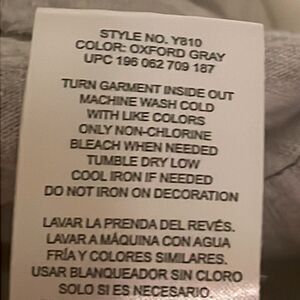 STYLE NO. Y810
COLOR: OXFORD GRAY
UPC 196 062 709 187
TURN GARMENT INSIDE OUT
MACHINE WASH COLD
WITH LIKE COLORS
ONLY NON-CHLORINE
BLEACH WHEN NEEDED
TUMBLE DRY LOW
COOL IRON IF NEEDED
DO NOT IRON ON DECORATION
LAVAR LA PRENDA DEL REVÉS.
LAVAR A MÁQUINA CON AGUA
FRÍA Y COLORES SIMILARES.
USAR BLANQUEADOR SIN CLORO
SOLO SI ES NECESARIO